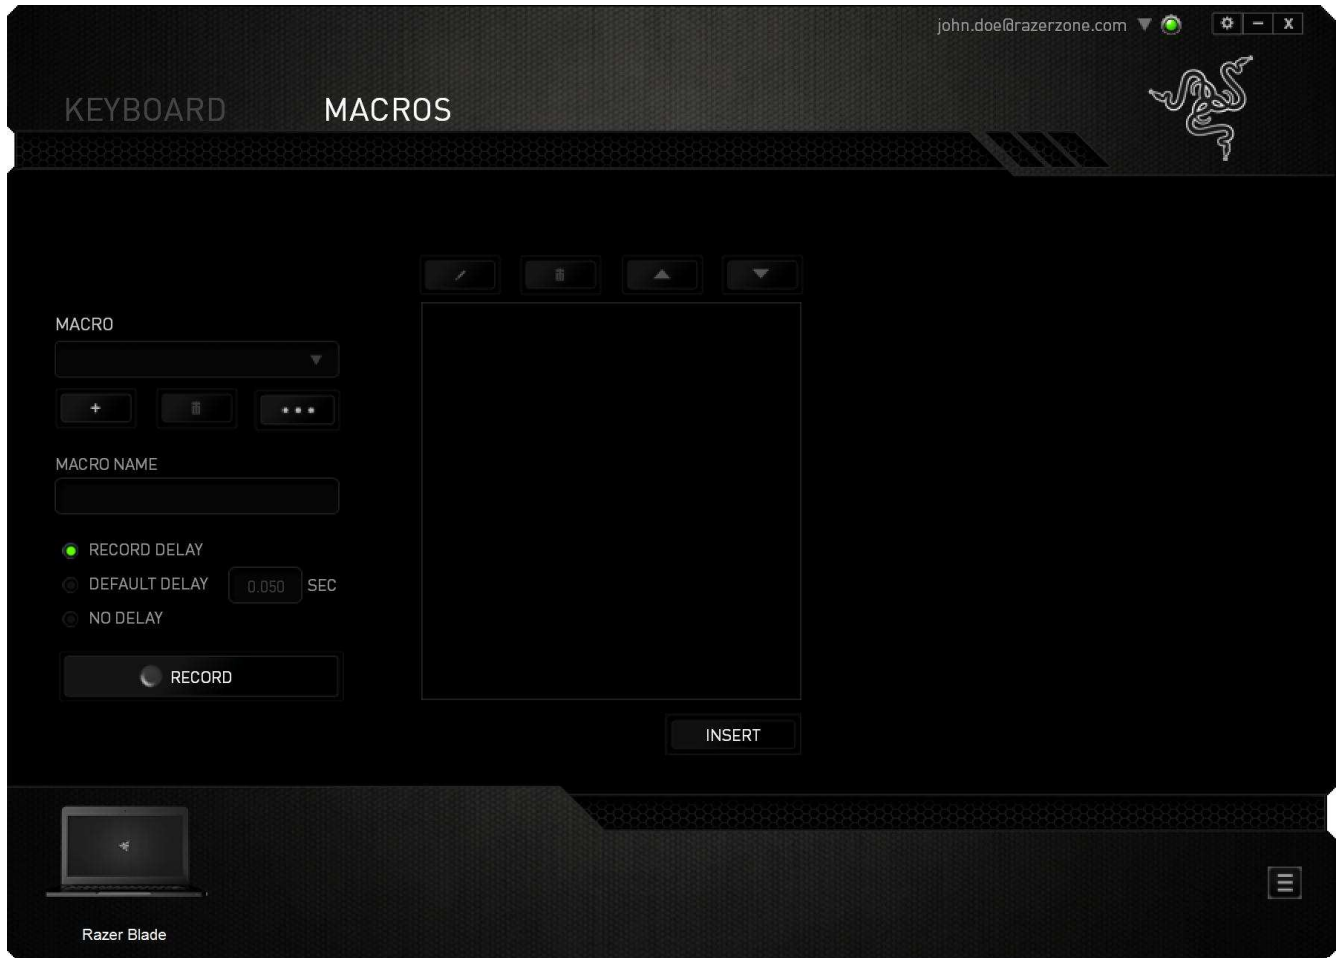 john.doe@razerzone.com
X
KEYBOARD MACROS
MACRO
+
MACRO NAME
RECORD DELAY
DEFAULT DELAY 0.050 SEC
NO DELAY
RECORD
INSERT
Razer Blade